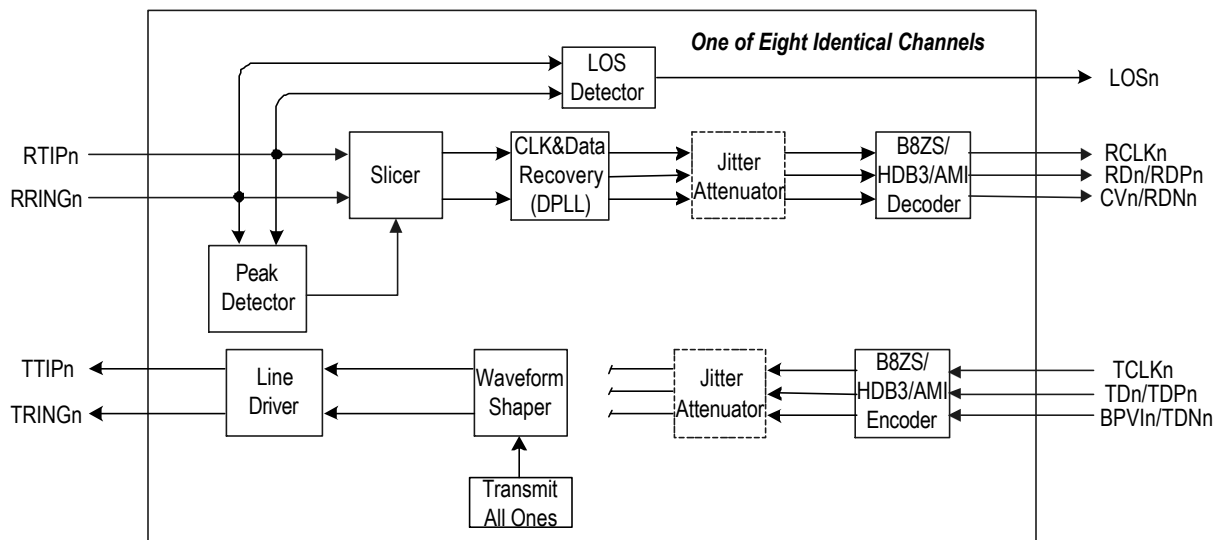 One of Eight Identical Channels
LOS
Detector
LOSn
RTIPn
RRINGn
Slicer
CLK&Data
Recovery
(DPLL)
Jitter
Attenuator
B8ZS/
HDB3/AMI
Decoder
RCLKn
RDn/RDPn
CVn/RDNn
Peak
Detector
TTIPn
TRINGn
Line
Driver
Waveform
Shaper
Jitter
Attenuator
B8ZS/
HDB3/AMI
Encoder
TCLKn
TDn/TDPn
BPVIn/TDNn
Transmit
All Ones